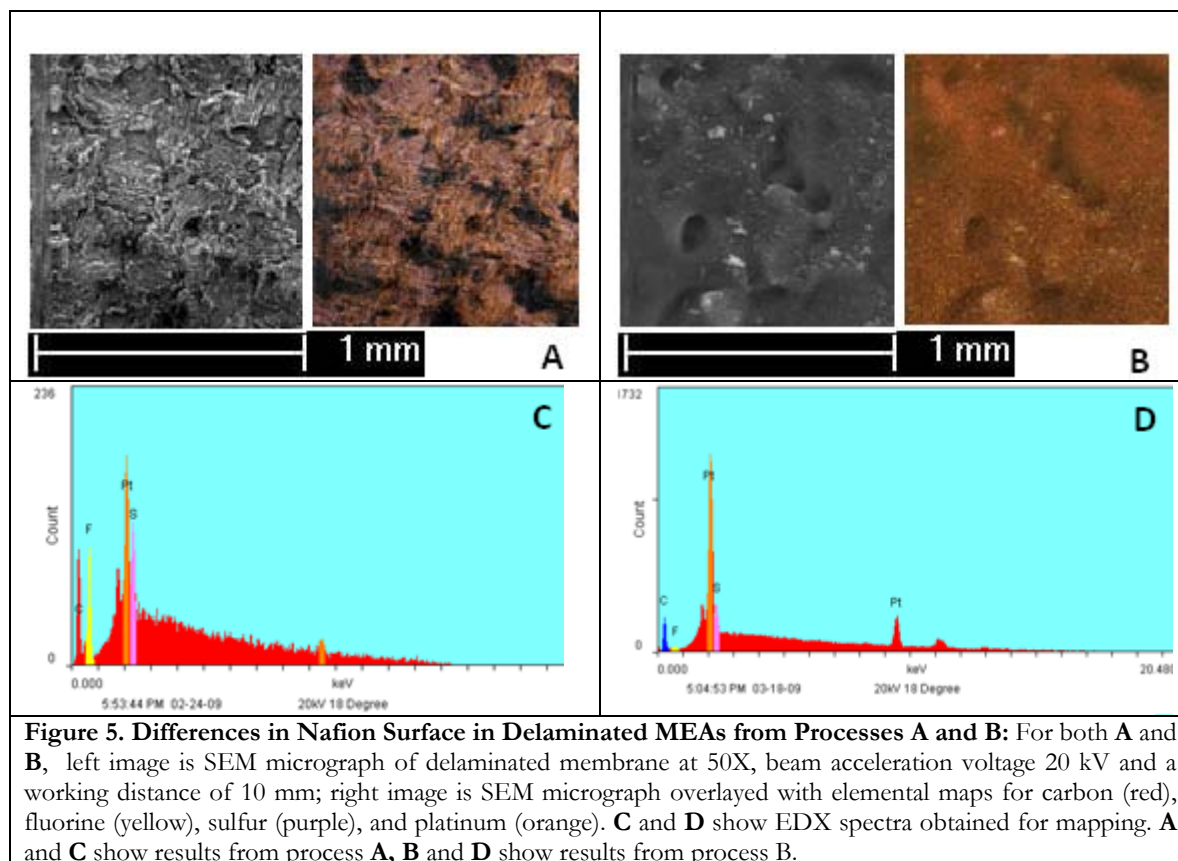 1 mm
A
1 mm
B
236
C
Pt
S
F
C
Count
0
0.000
keV
5:53:44 PM 02-24-09
20kV 18 Degree
1732
D
Pt
S
C
F
Pt
Count
0
0.000
keV
20.480
5:04:53 PM 03-18-09
20kV 18 Degree
Figure 5. Differences in Nafion Surface in Delaminated MEAs from Processes A and B: For both A and
B, left image is SEM micrograph of delaminated membrane at 50X, beam acceleration voltage 20 kV and a
working distance of 10 mm; right image is SEM micrograph overlayed with elemental maps for carbon (red),
fluorine (yellow), sulfur (purple), and platinum (orange). C and D show EDX spectra obtained for mapping. A
and C show results from process A, B and D show results from process B.